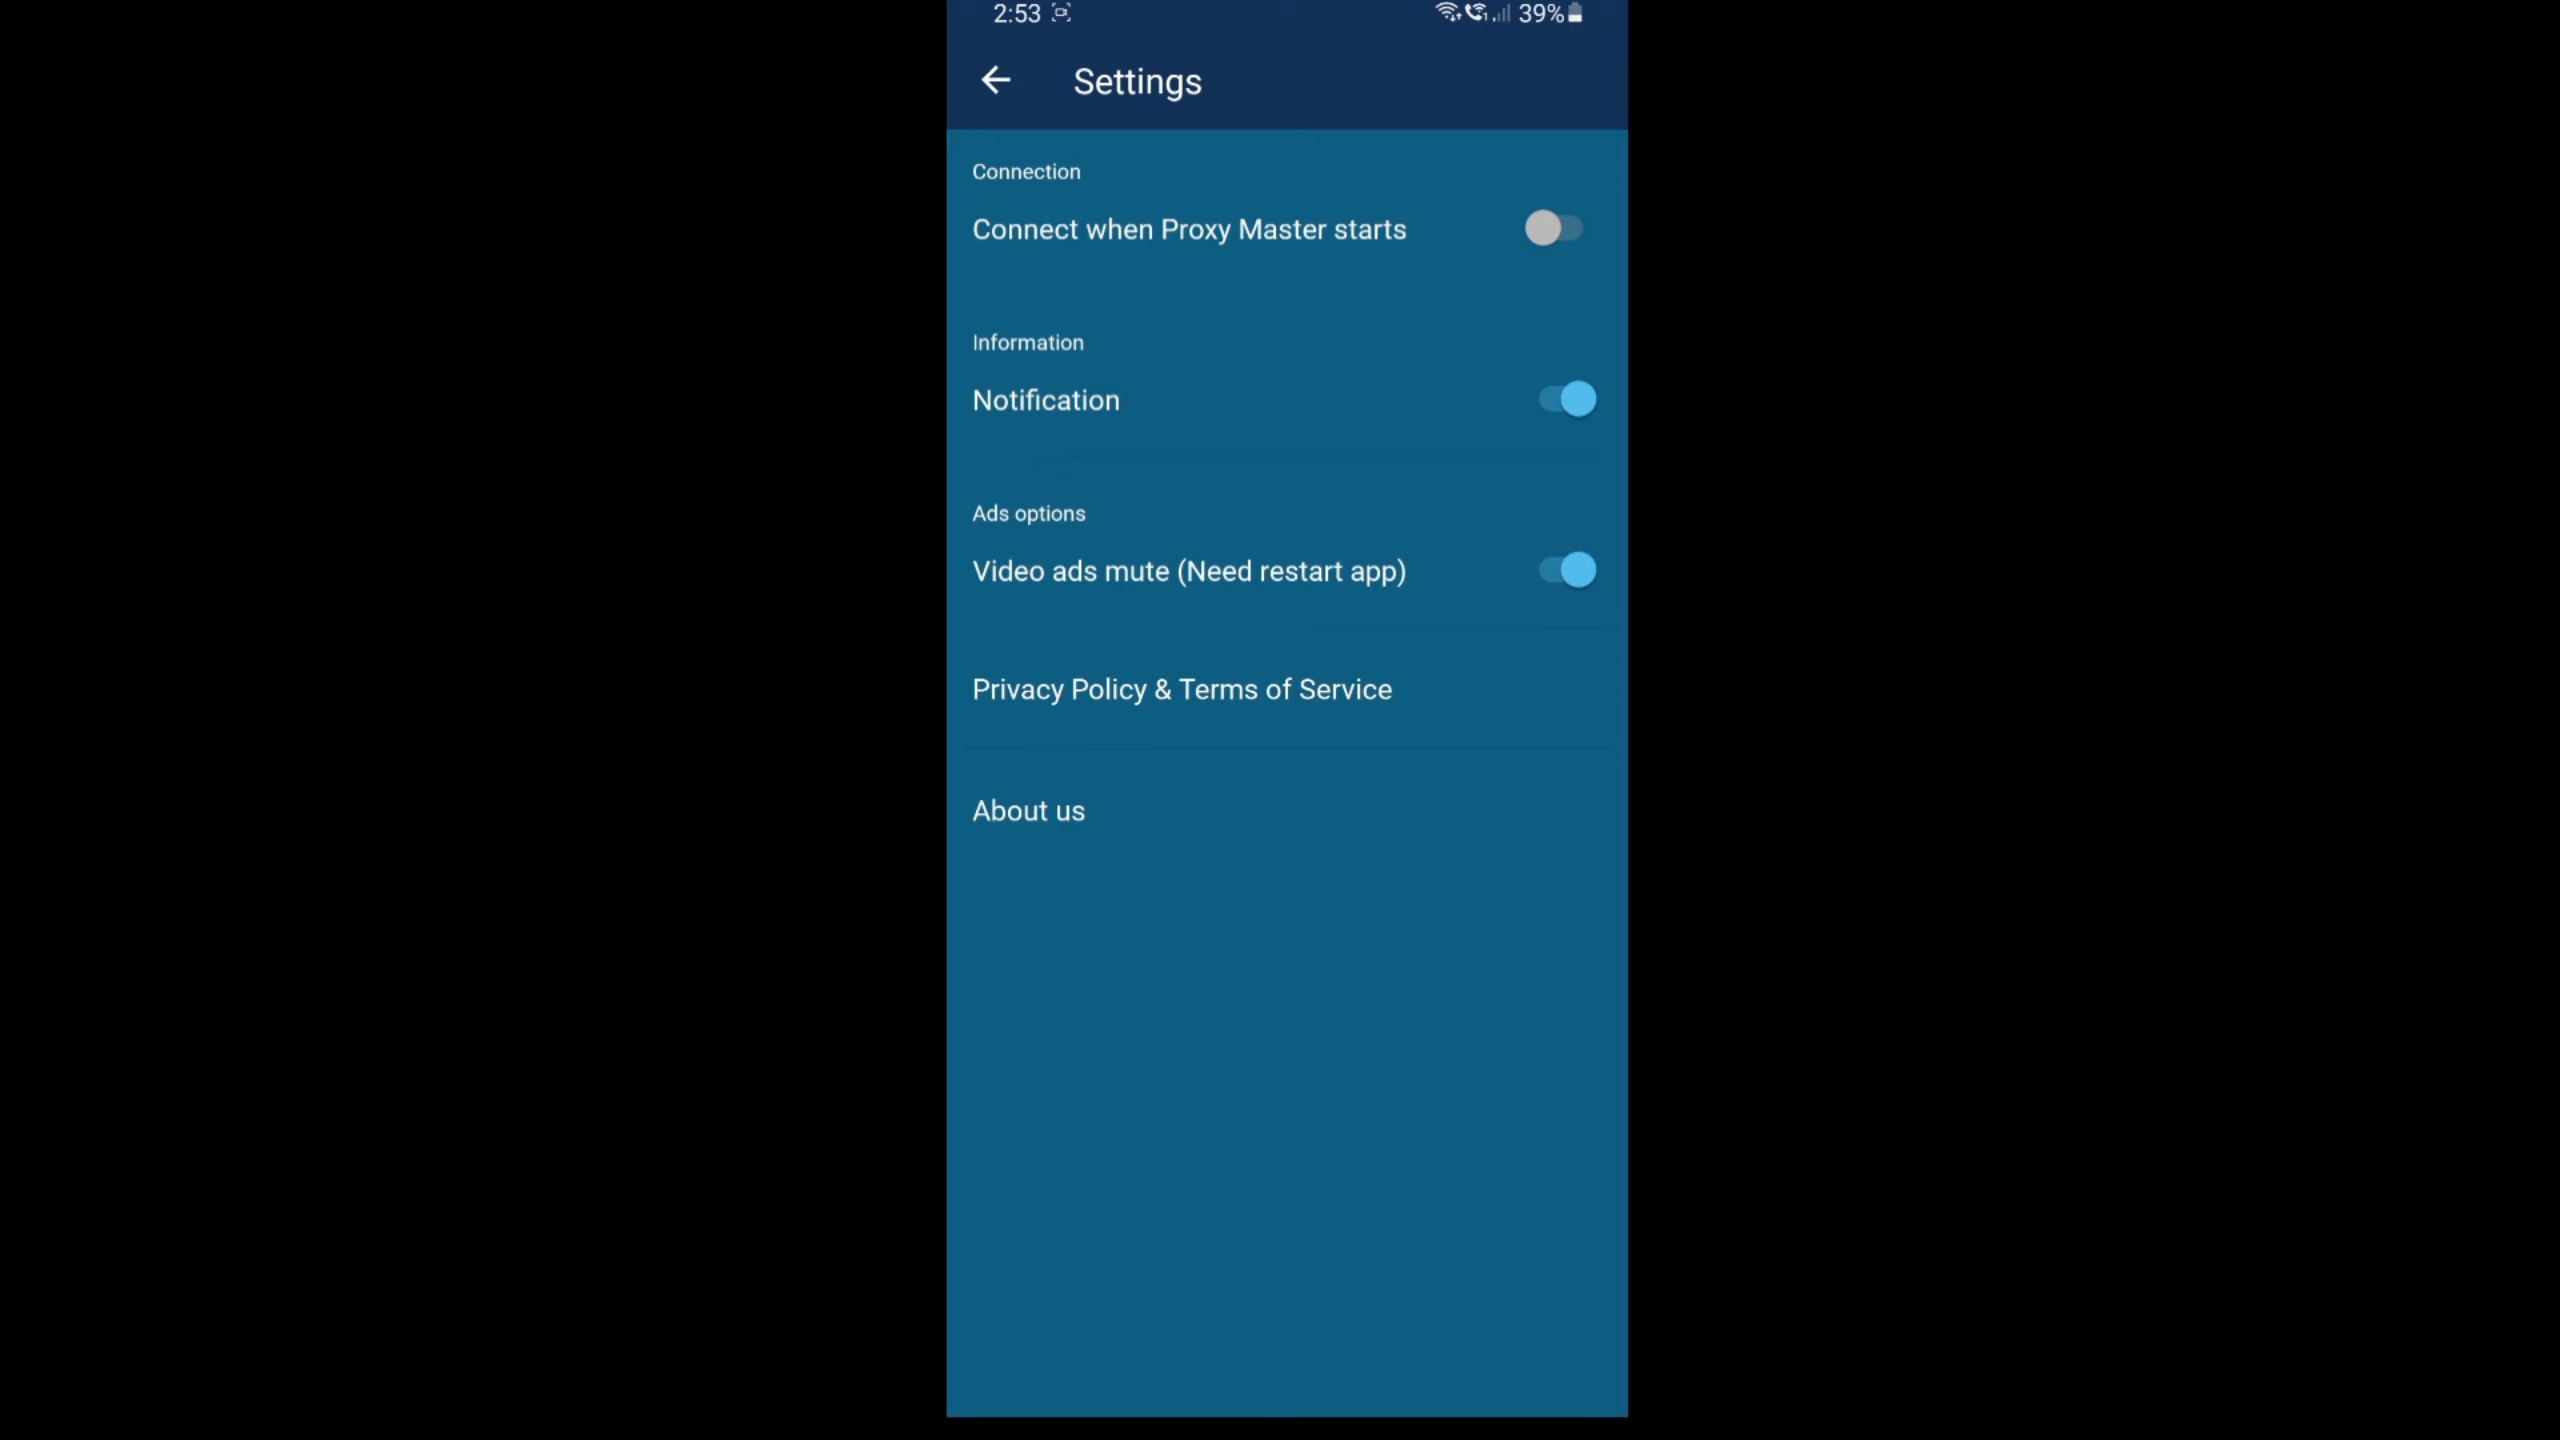 2:53
39%
Settings
Connection
Connect when Proxy Master starts
Information
Notification
Ads options
Video ads mute (Need restart app)
Privacy Policy & Terms of Service
About us